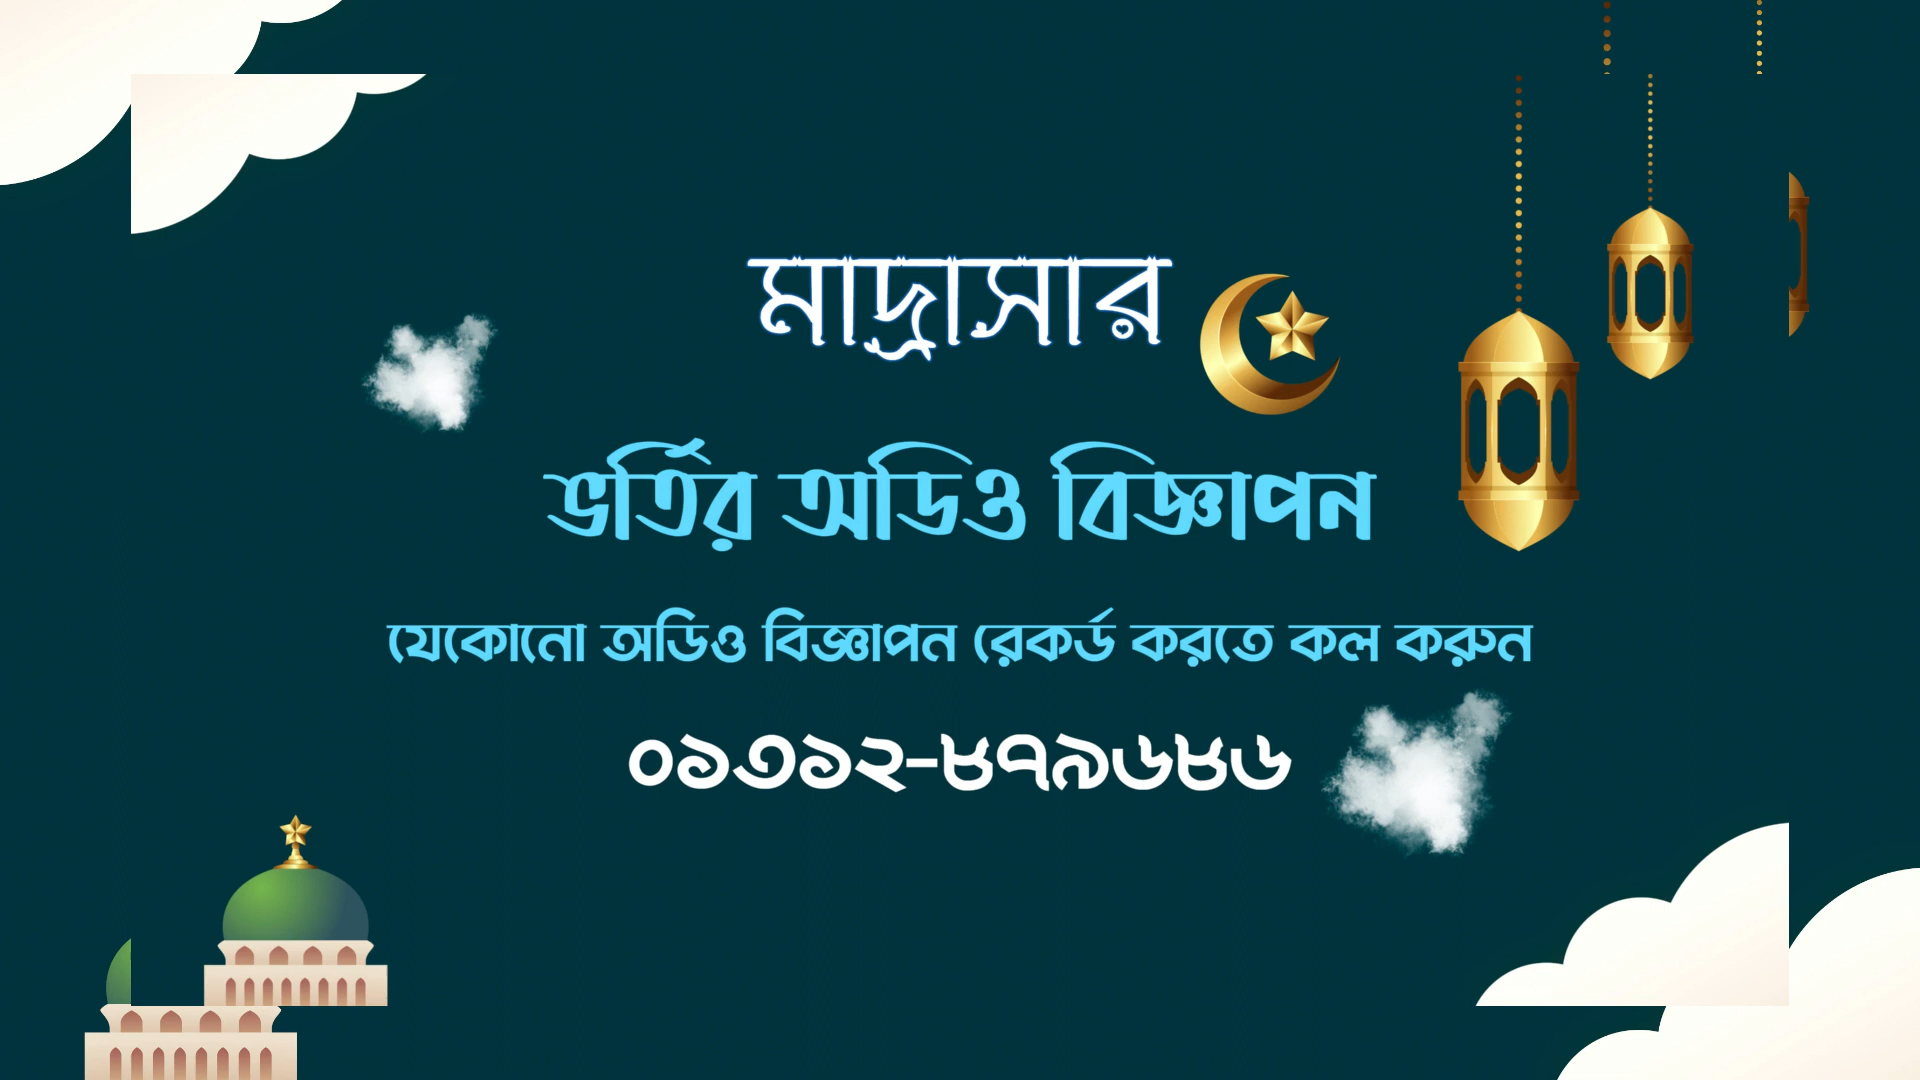 মাদ্রাসার
ভর্তির অডিও বিজ্ঞাপন
যেকোনো অডিও বিজ্ঞাপন রেকর্ড করতে কল করুন
০১৩১২-৮৭৯৬৮৬